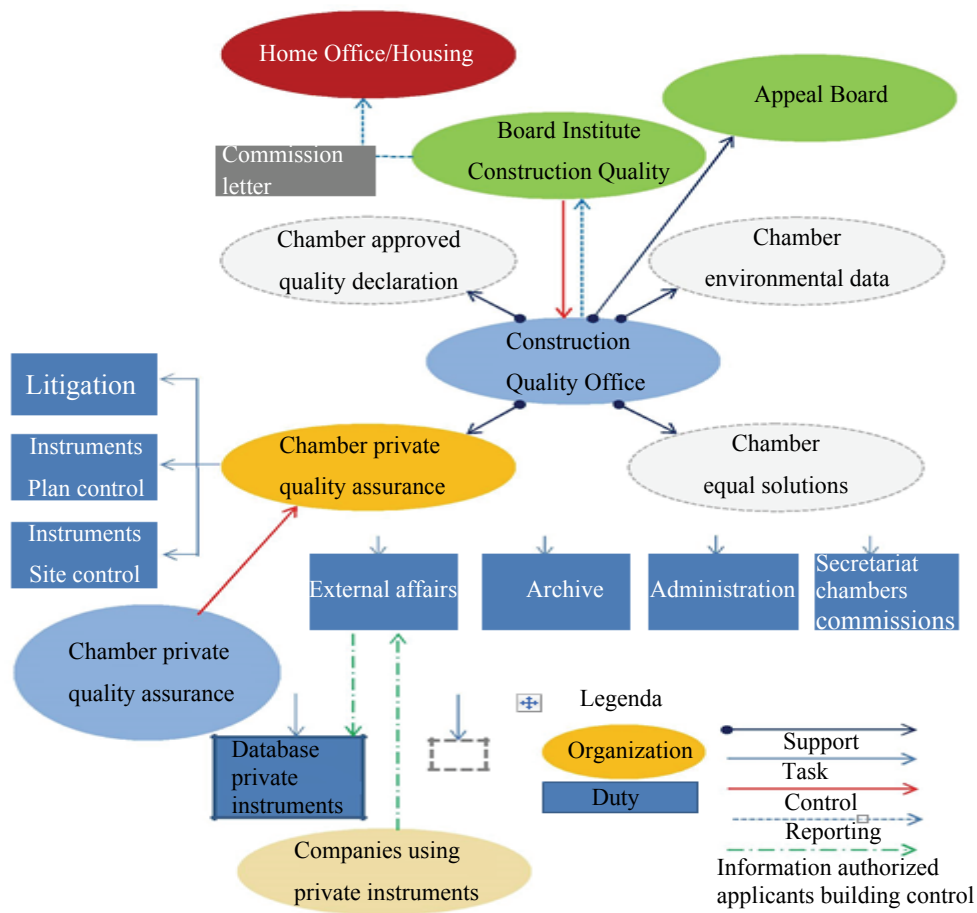 Home Office/Housing
Appeal Board
Board Institute
Construction Quality
Commission
letter
Chamber approved
quality declaration
Chamber
environmental data
Construction
Quality Office
Litigation
Instruments
Plan control
Instruments
Site control
Chamber private
quality assurance
Chamber
equal solutions
External affairs
Archive
Administration
Secretariat
chambers
commissions
Chamber private
quality assurance
Database
private
instruments
Companies using
private instruments
Legenda
Organization
Duty
Support
Task
Control
Reporting
Information authorized
applicants building control